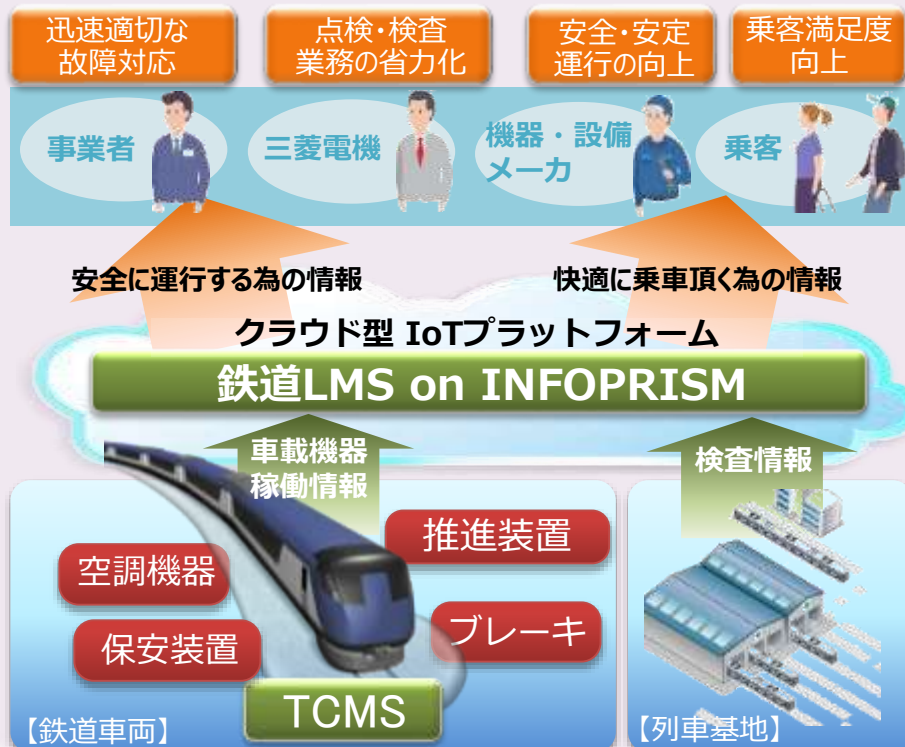 迅速適切な
故障対応
点検・検査
業務の省力化
安全・安定
運行の向上
乗客満足度
向上
事業者
三菱電機
機器・設備
メーカ
乗客
安全に運行する為の情報
快適に乗車頂く為の情報
クラウド型 IoTプラットフォーム
鉄道LMS on INFOPRISM
車載機器
稼働情報
検査情報
推進装置
空調機器
ブレーキ
保安装置
TCMS
【鉄道車両】
【列車基地】